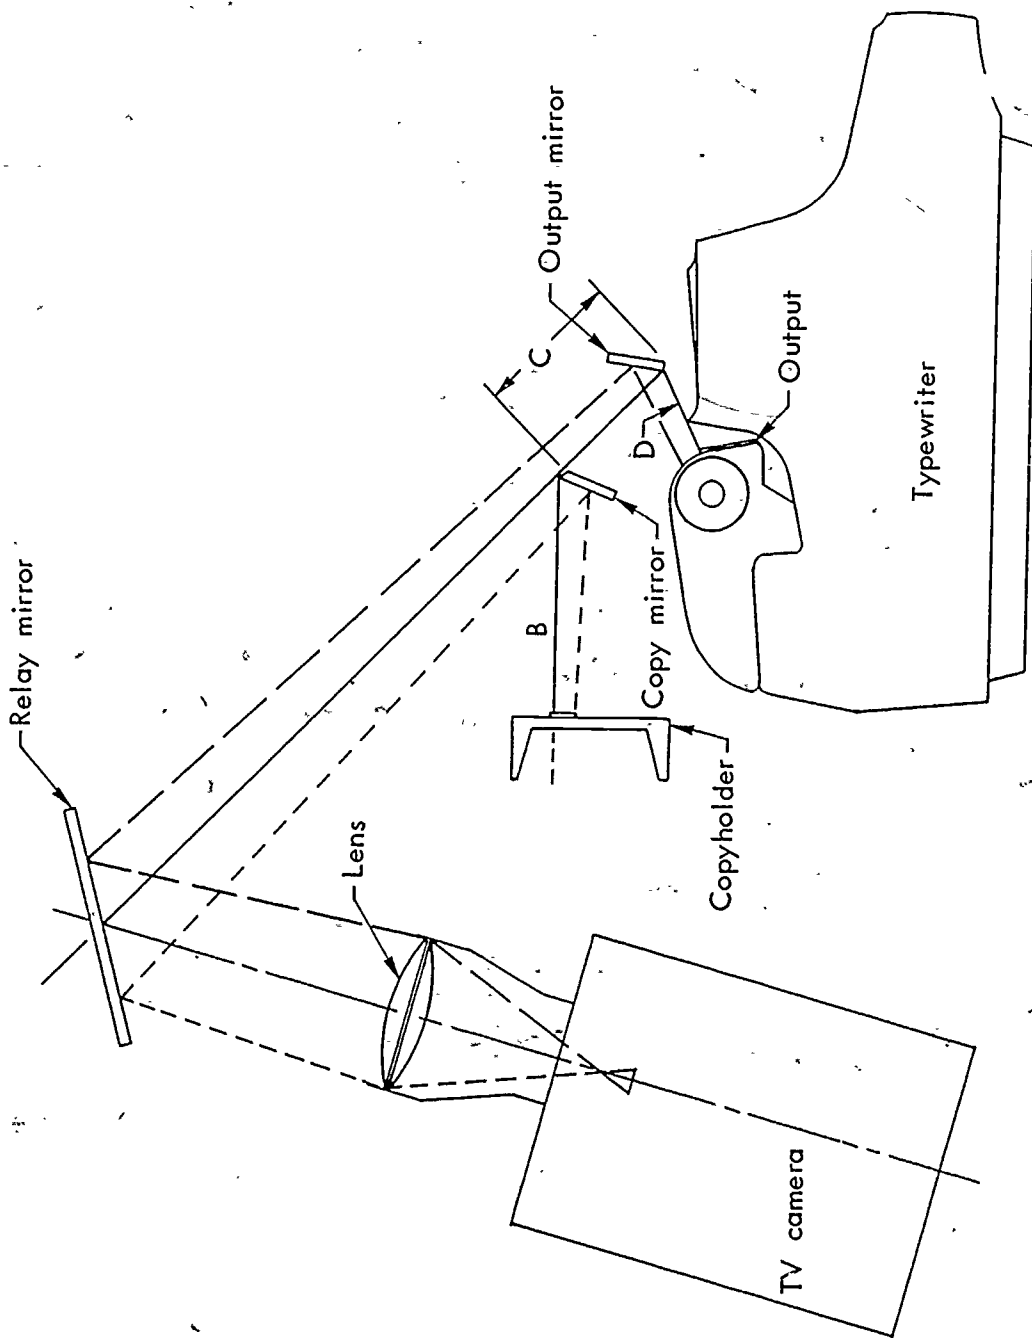 Relay mirror
Output mirror
C
Lens
B
D
Copy mirror
Output
Copyholder
Typewriter
TV camera